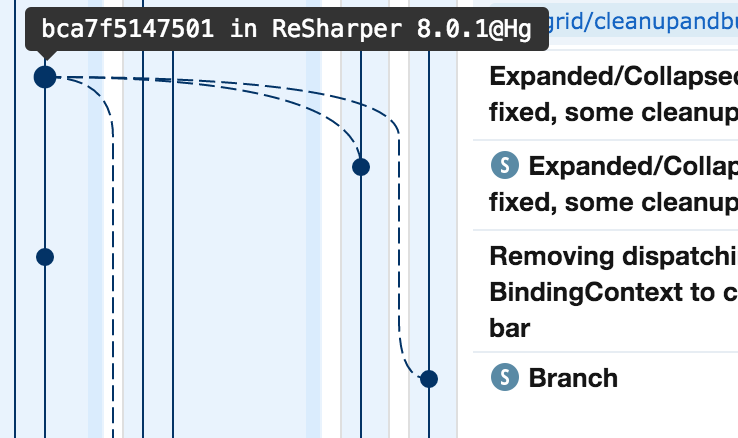 bca7f5147501 in ReSharper 8.0.1@Hg
grid/cleanupandbu
Expanded/Collapsed
fixed, some cleanup
S Expanded/Collap
fixed, some cleanup
Removing dispatchi
BindingContext to c
bar
S Branch